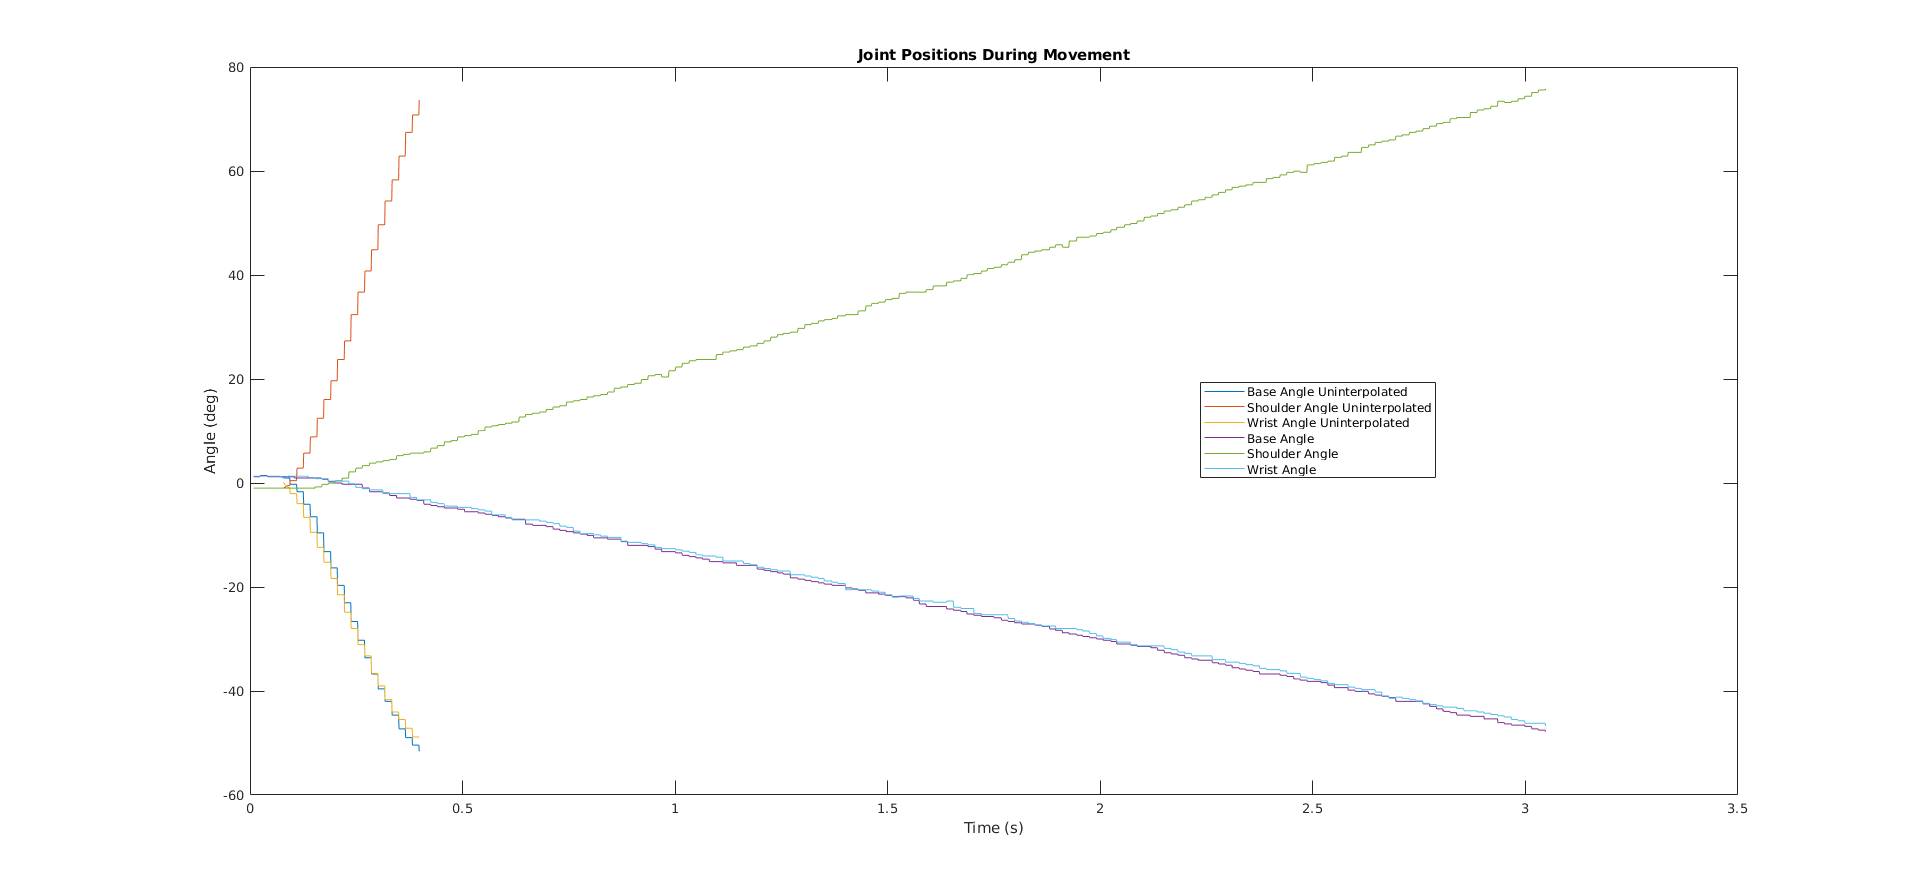 Joint Positions During Movement
80
60
40
20
0
-20
-40
-60
Angle (deg)
Base Angle Uninterpolated
Shoulder Angle Uninterpolated
Wrist Angle Uninterpolated
Base Angle
Shoulder Angle
Wrist Angle
0 0.5 1 1.5 2 2.5 3 3.5
Time (s)